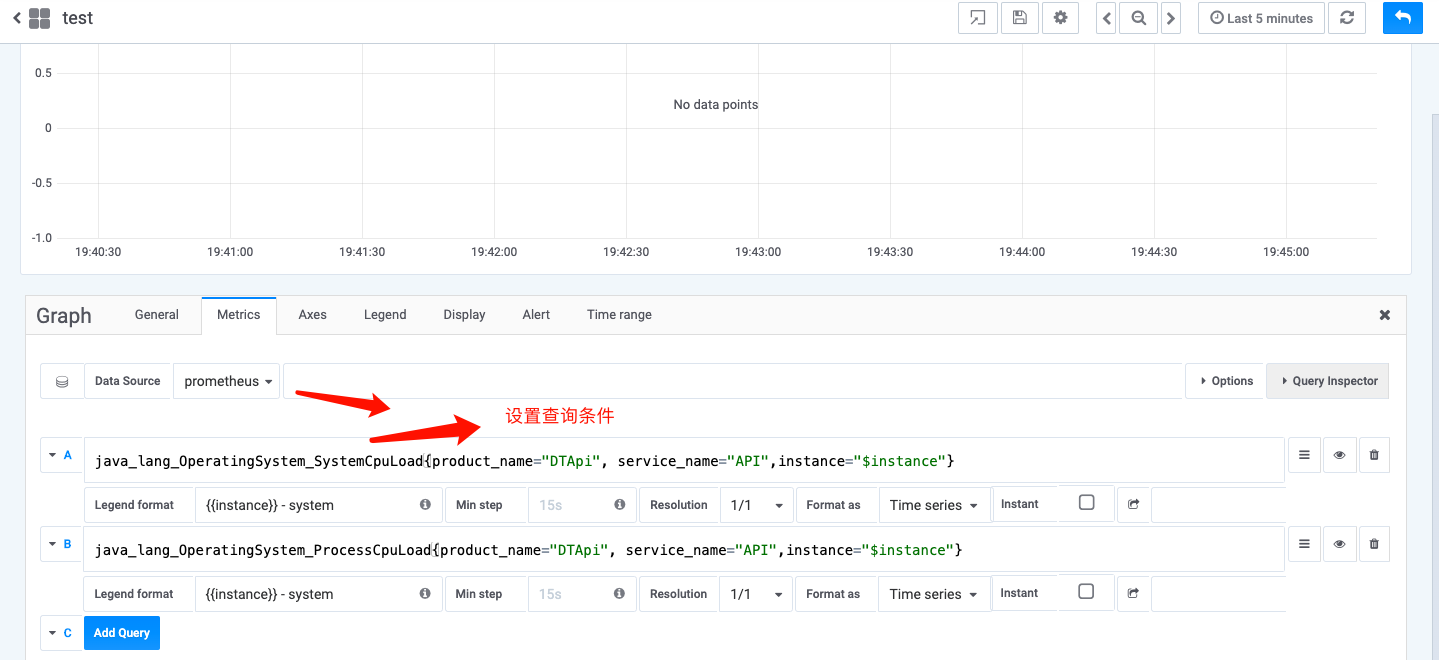 test
Last 5 minutes
0.5
No data points
0
-0.5
-1.0
19:40:30 19:41:00 19:41:30 19:42:00 19:42:30 19:43:00 19:43:30 19:44:00 19:44:30 19:45:00
Graph General Metrics Axes Legend Display Alert Time range
Data Source prometheus Options Query Inspector
设置查询条件
A java_lang_OperatingSystem_SystemCpuLoad{product_name="DTApi", service_name="API",instance="$instance"}
Legend format {{instance}} - system Min step 15s Resolution 1/1 Format as Time series Instant
B java_lang_OperatingSystem_ProcessCpuLoad{product_name="DTApi", service_name="API",instance="$instance"}
Legend format {{instance}} - system Min step 15s Resolution 1/1 Format as Time series Instant
C Add Query